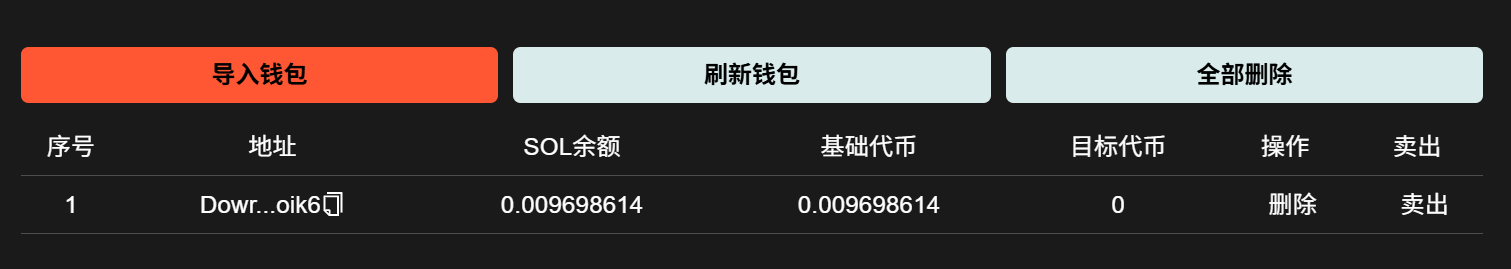 导入钱包 刷新钱包 全部删除
序号 地址 SOL余额 基础代币 目标代币 操作 卖出
1 Dowr...oik6 0.009698614 0.009698614 0 删除 卖出